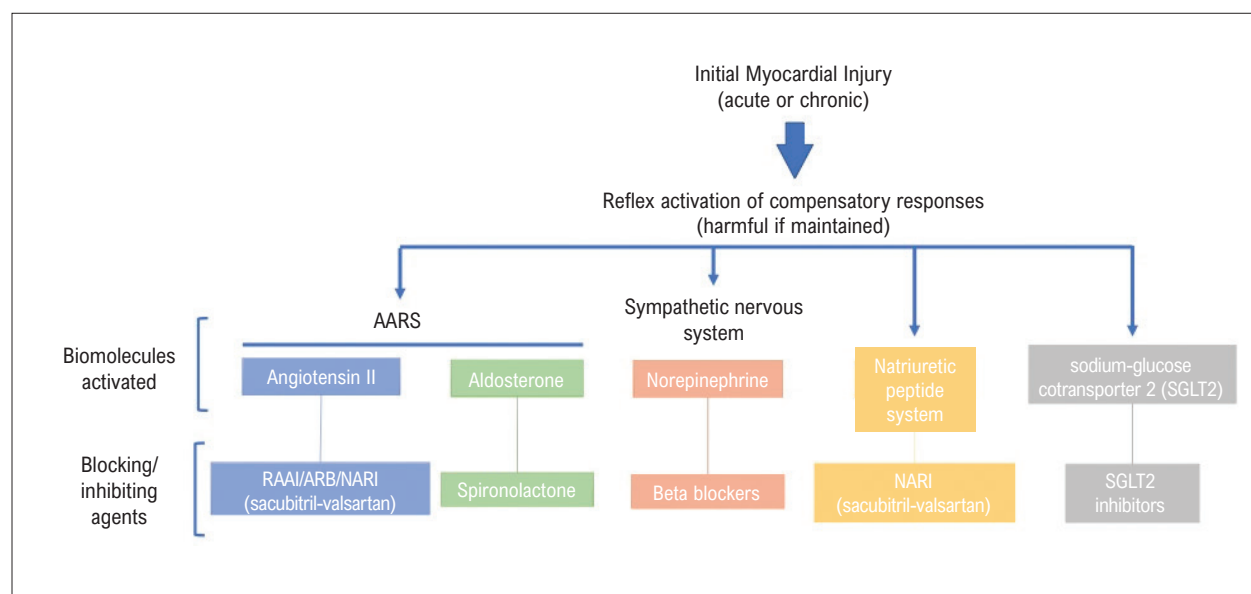 Initial Myocardial Injury
(acute or chronic)
Reflex activation of compensatory responses
(harmful if maintained)
AARS
Sympathetic nervous
system
Biomolecules
activated
Angiotensin II
Aldosterone
Norepinephrine
Natriuretic
peptide
system
sodium-glucose
cotransporter 2 (SGLT2)
Blocking/
inhibiting
agents
RAAI/ARB/NARI
(sacubitril-valsartan)
Spironolactone
Beta blockers
NARI
(sacubitril-valsartan)
SGLT2
inhibitors